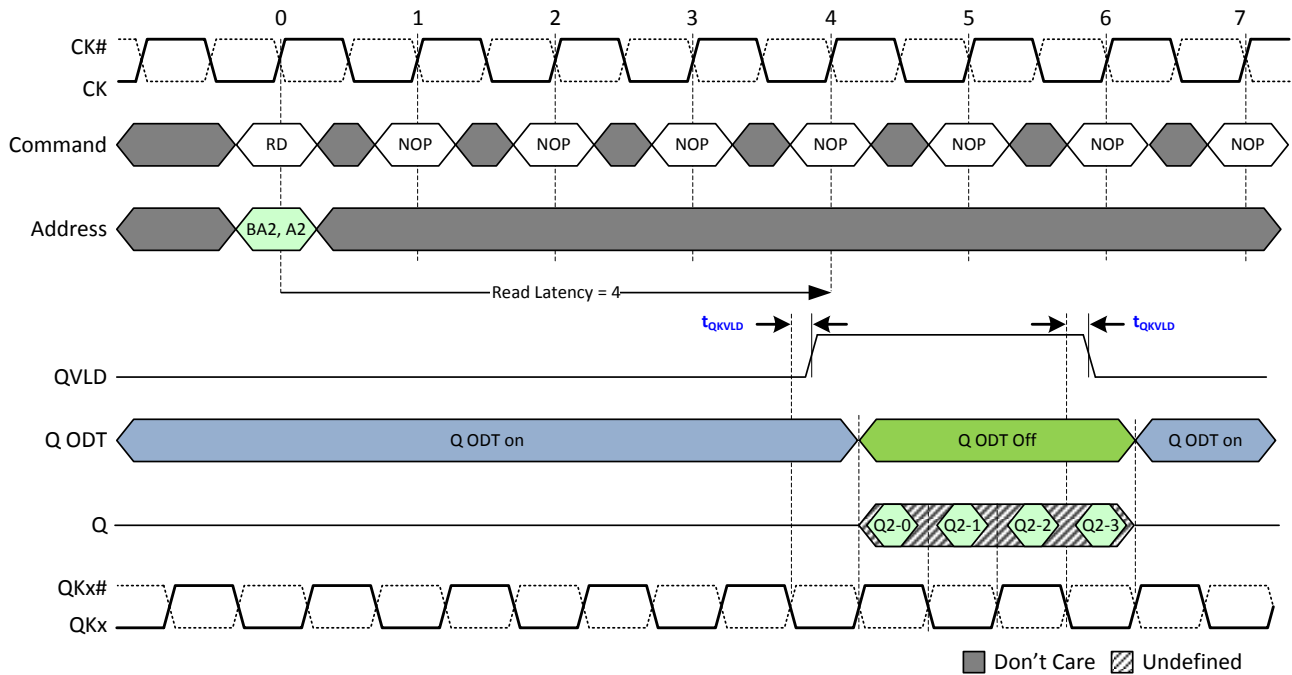 0 1 2 3 4 5 6 7
CK#
CK
Command RD NOP NOP NOP NOP NOP NOP NOP
Address BA2, A2
Read Latency = 4
tQKVLD tQKVLD
QVLD
Q ODT Q ODT on Q ODT Off Q ODT on
Q Q2-0 Q2-1 Q2-2 Q2-3
QKx#
QKx
Don't Care Undefined